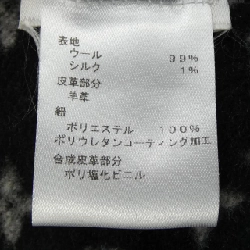 表地
ウール 99%
シルク 1%
皮革部分
羊革
紐
ポリエステル 100%
ポリウレタンコーティング加工
合成皮革部分
ポリ塩化ビニル